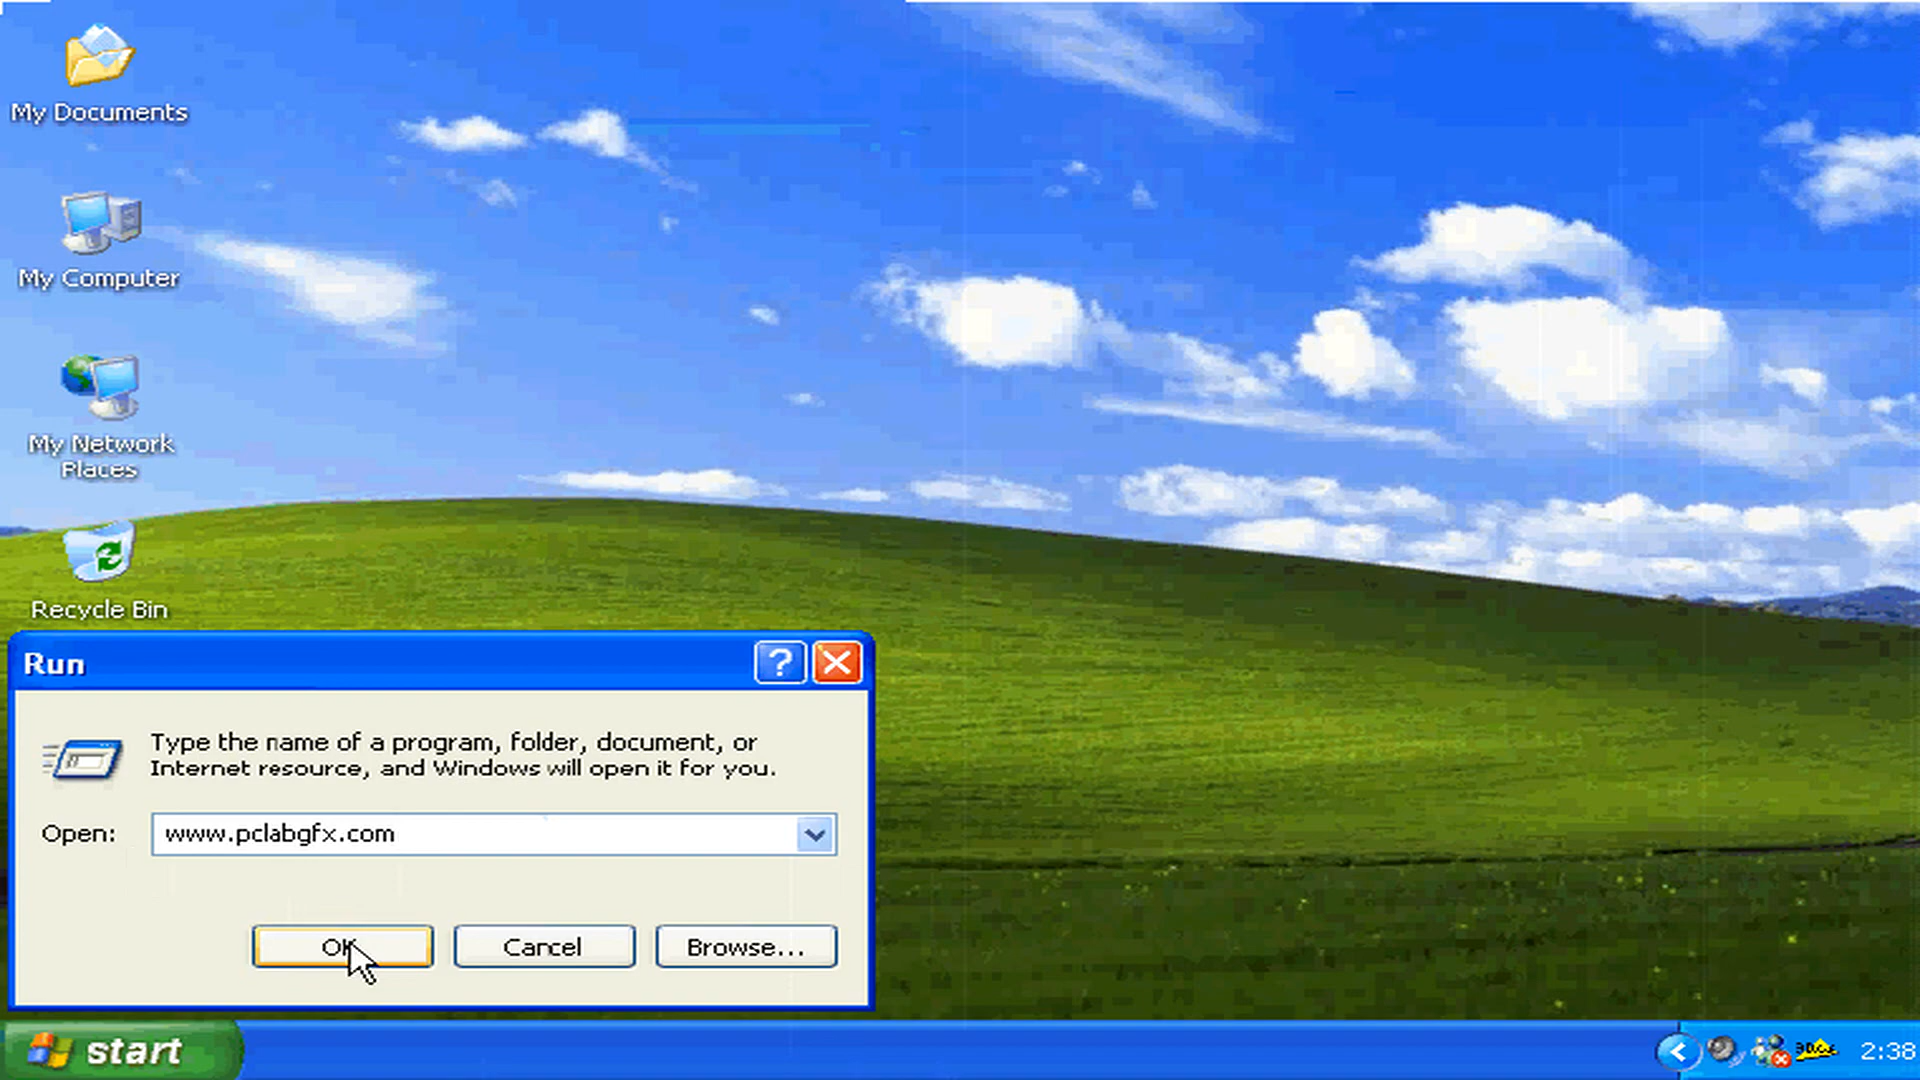 My Documents
My Computer
My Network
Places
Recycle Bin
Run
Type the name of a program, folder, document, or
Internet resource, and Windows will open it for you.
Open:
www.pclabgfx.com
OK
Cancel
Browse...
start
2:38